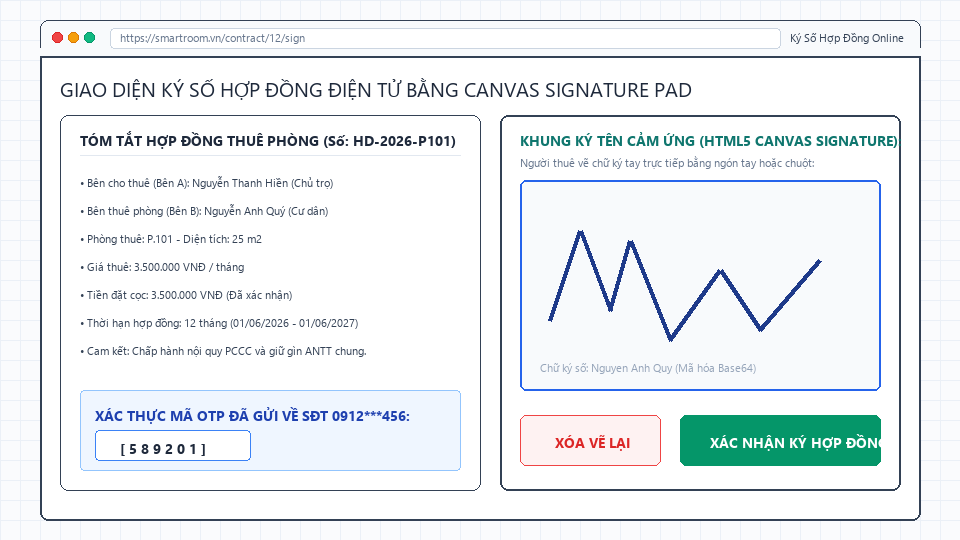 https://smartroom.vn/contract/12/sign
Ký Số Hợp Đồng Online
GIAO DIỆN KÝ SỐ HỢP ĐỒNG ĐIỆN TỬ BẰNG CANVAS SIGNATURE PAD
TÓM TẮT HỢP ĐỒNG THUÊ PHÒNG (Số: HD-2026-P101)
• Bên cho thuê (Bên A): Nguyễn Thanh Hiền (Chủ trọ)
• Bên thuê phòng (Bên B): Nguyễn Anh Quý (Cư dân)
• Phòng thuê: P.101 - Diện tích: 25 m2
• Giá thuê: 3.500.000 VNĐ / tháng
• Tiền đặt cọc: 3.500.000 VNĐ (Đã xác nhận)
• Thời hạn hợp đồng: 12 tháng (01/06/2026 - 01/06/2027)
• Cam kết: Chấp hành nội quy PCCC và giữ gìn ANTT chung.
XÁC THỰC MÃ OTP ĐÃ GỬI VỀ SĐT 0912***456:
[ 5 8 9 2 0 1 ]
KHUNG KÝ TÊN CẢM ỨNG (HTML5 CANVAS SIGNATURE)
Người thuê vẽ chữ ký tay trực tiếp bằng ngón tay hoặc chuột:
Chữ ký số: Nguyen Anh Quy (Mã hóa Base64)
XÓA VẼ LẠI
XÁC NHẬN KÝ HỢP ĐỒNG